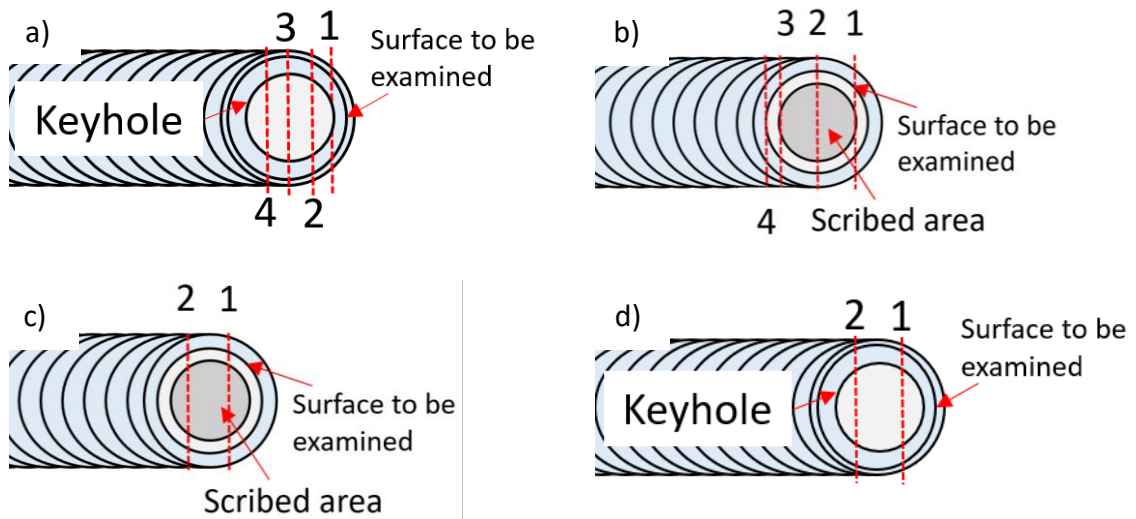 a)
3 1
Surface to be
examined
Keyhole
4 2
b)
3 2 1
Surface to be
examined
4
Scribed area
c)
2 1
Surface to be
examined
Scribed area
d)
2 1
Surface to be
examined
Keyhole